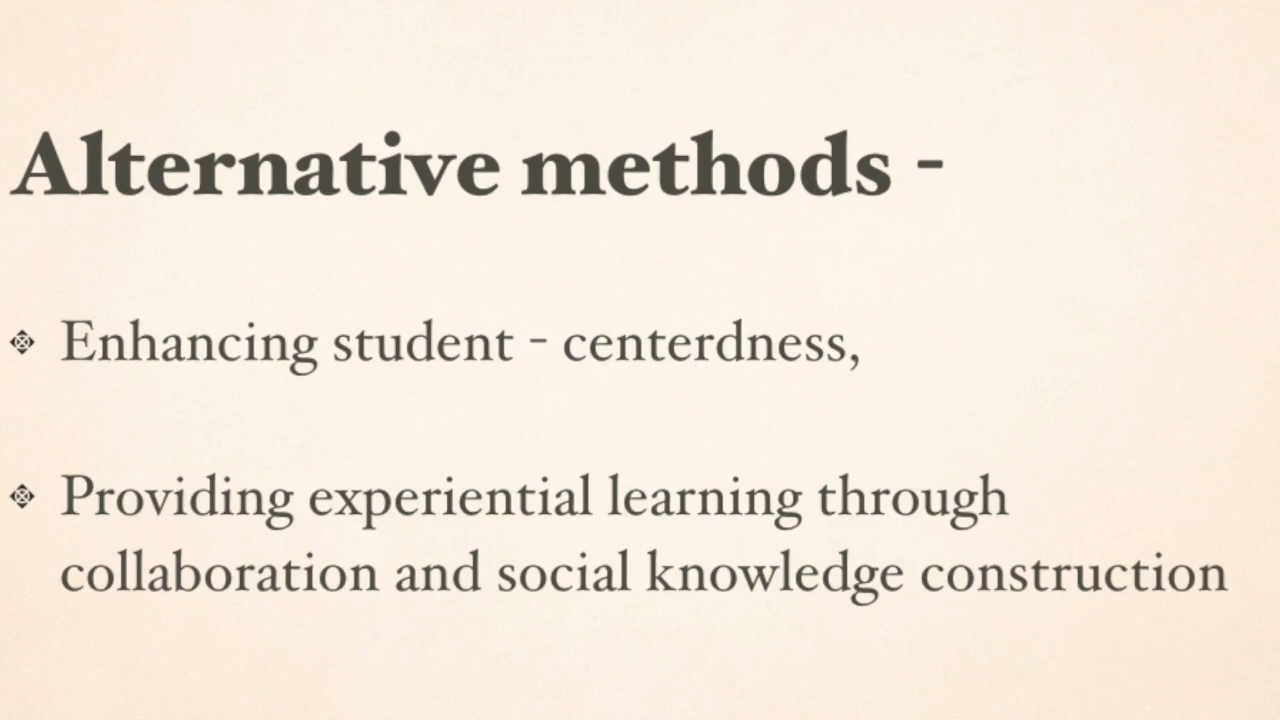 Alternative methods -
Enhancing student - centerdness,
Providing experiential learning through
collaboration and social knowledge construction